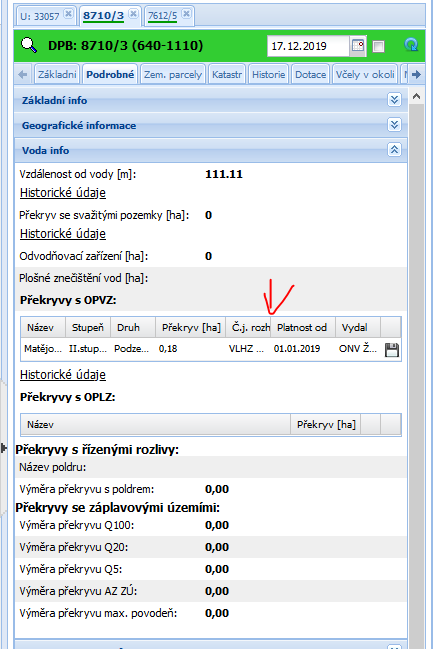 U: 33057 8710/3 7612/5
DPB: 8710/3 (640-1110) 17.12.2019
Základní Podrobné Zem. parcely Katastr Historie Dotace Včely v okolí
Základní info
Geografické informace
Voda info
Vzdálenost od vody [m]: 111.11
Historické údaje
Překryv se svažitými pozemky [ha]: 0
Historické údaje
Odvodňovací zařízení [ha]: 0
Plošné znečištění vod [ha]:
Překryvy s OPVZ:
Název Stupeň Druh Překryv [ha] Č.j. rozh Platnost od Vydal
Matějo... II.stup... Podze... 0,18 VLHZ ... 01.01.2019 ONV Ž...
Historické údaje
Překryvy s OPLZ:
Název Překryv [ha]
Překryvy s řízenými rozlivy:
Název poldru:
Výměra překryvu s poldrem: 0,00
Překryvy se záplavovými územími:
Výměra překryvu Q100: 0,00
Výměra překryvu Q20: 0,00
Výměra překryvu Q5: 0,00
Výměra překryvu AZ ZÚ: 0,00
Výměra překryvu max. povodeň: 0,00